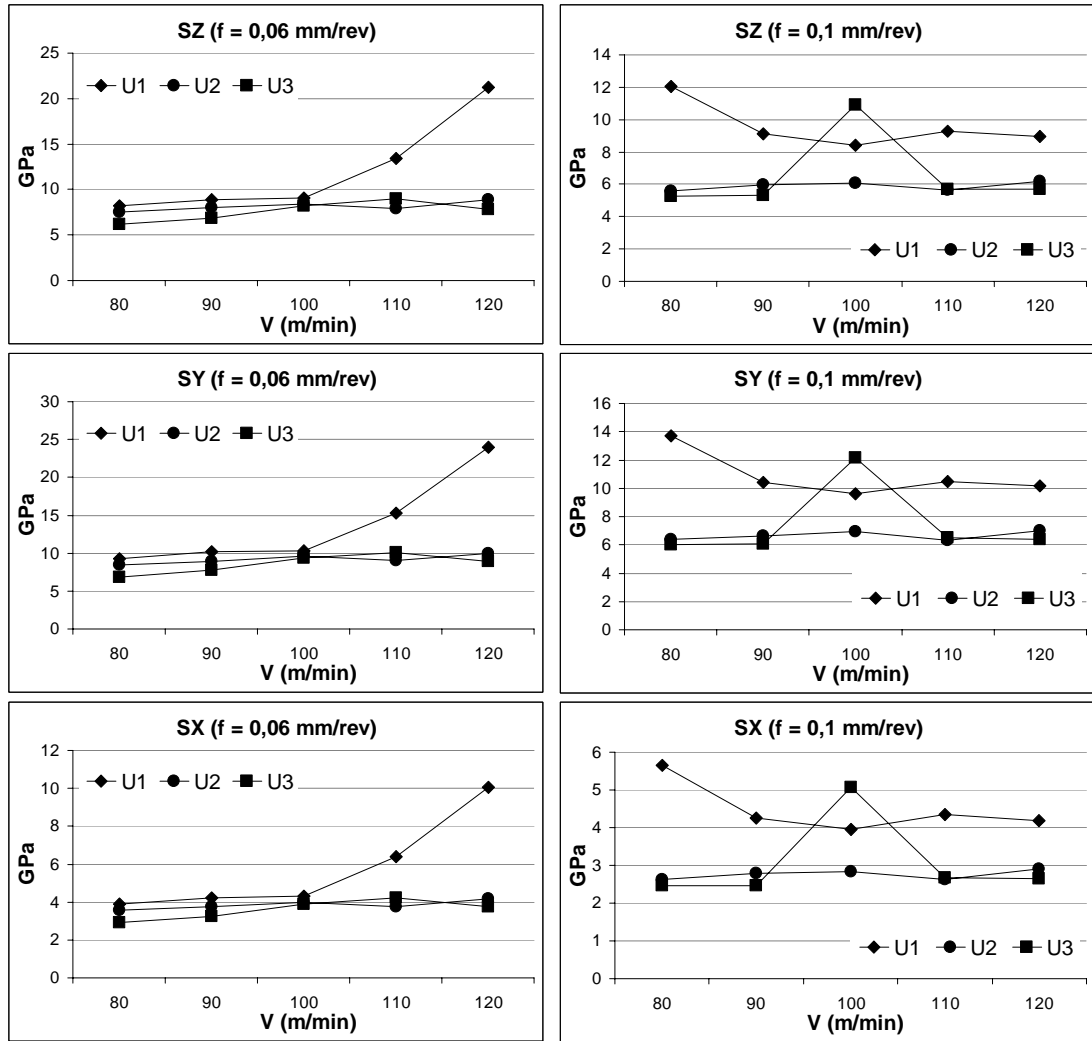 SZ (f = 0,06 mm/rev)
25
20
15
10
5
0
GPa
U1 U2 U3
80 90 100 110 120
V (m/min)
SZ (f = 0,1 mm/rev)
14
12
10
8
6
4
2
0
GPa
U1 U2 U3
80 90 100 110 120
V (m/min)
SY (f = 0,06 mm/rev)
30
25
20
15
10
5
0
GPa
U1 U2 U3
80 90 100 110 120
V (m/min)
SY (f = 0,1 mm/rev)
16
14
12
10
8
6
4
2
0
GPa
U1 U2 U3
80 90 100 110 120
V (m/min)
SX (f = 0,06 mm/rev)
12
10
8
6
4
2
0
GPa
U1 U2 U3
80 90 100 110 120
V (m/min)
SX (f = 0,1 mm/rev)
6
5
4
3
2
1
0
GPa
U1 U2 U3
80 90 100 110 120
V (m/min)